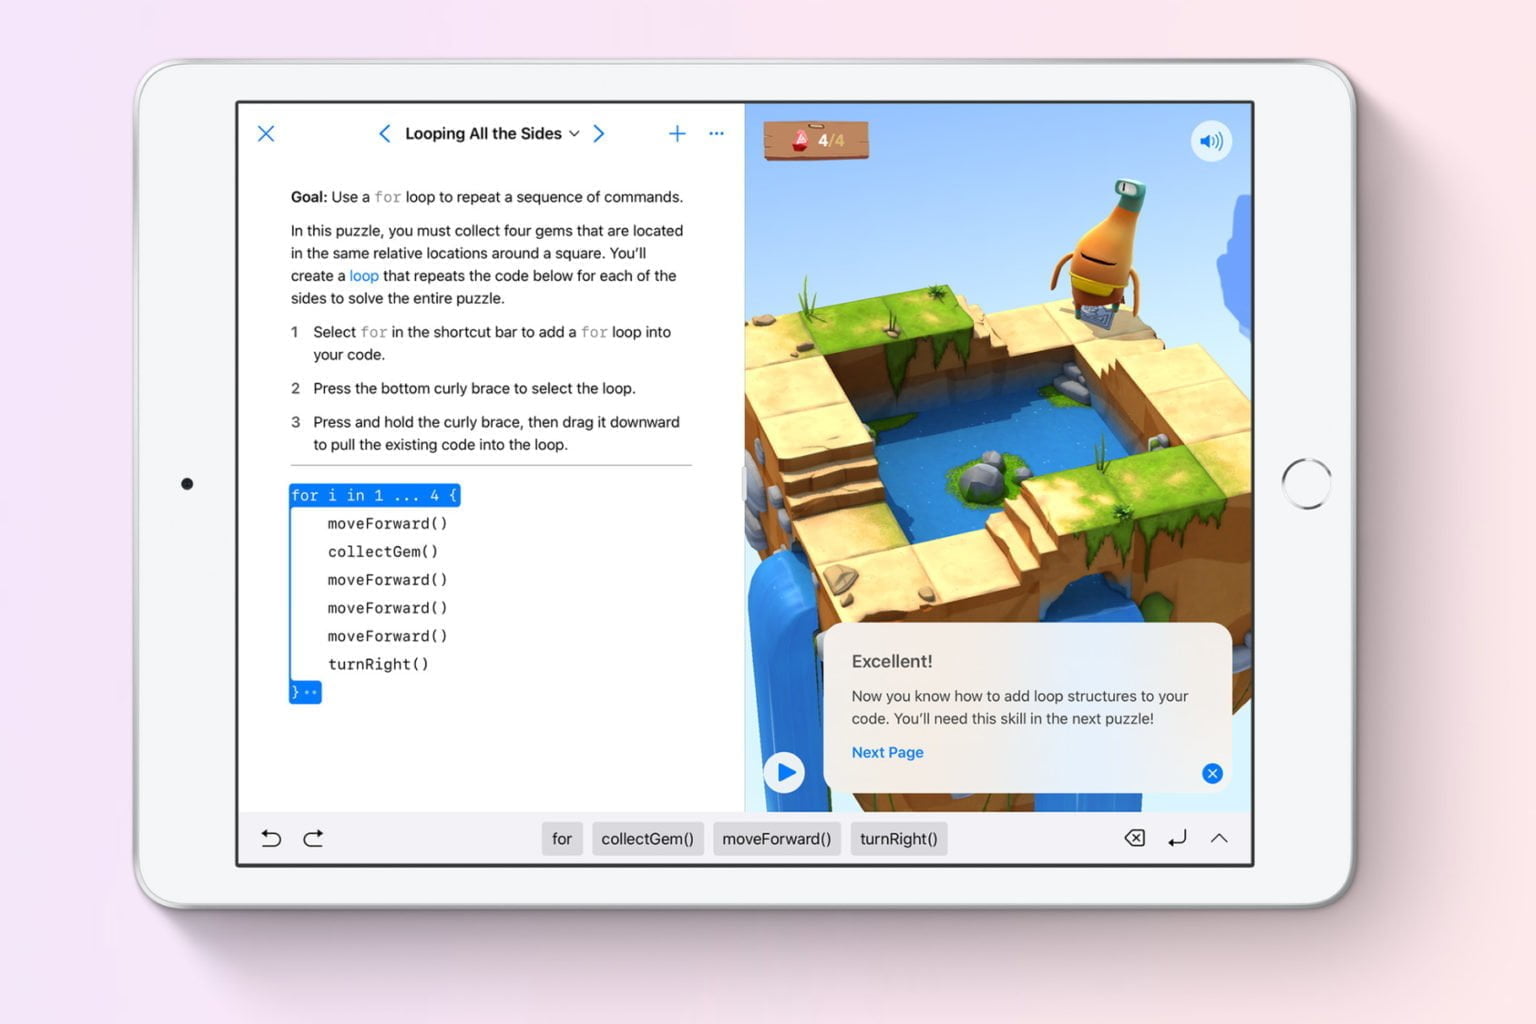 Looping All the Sides
Goal: Use a for loop to repeat a sequence of commands.
In this puzzle, you must collect four gems that are located
in the same relative locations around a square. You’ll
create a loop that repeats the code below for each of the
sides to solve the entire puzzle.
1 Select for in the shortcut bar to add a for loop into
your code.
2 Press the bottom curly brace to select the loop.
3 Press and hold the curly brace, then drag it downward
to pull the existing code into the loop.
for i in 1 ... 4 {
moveForward()
collectGem()
moveForward()
moveForward()
moveForward()
turnRight()
}
4/4
Excellent!
Now you know how to add loop structures to your
code. You’ll need this skill in the next puzzle!
Next Page
for collectGem() moveForward() turnRight()